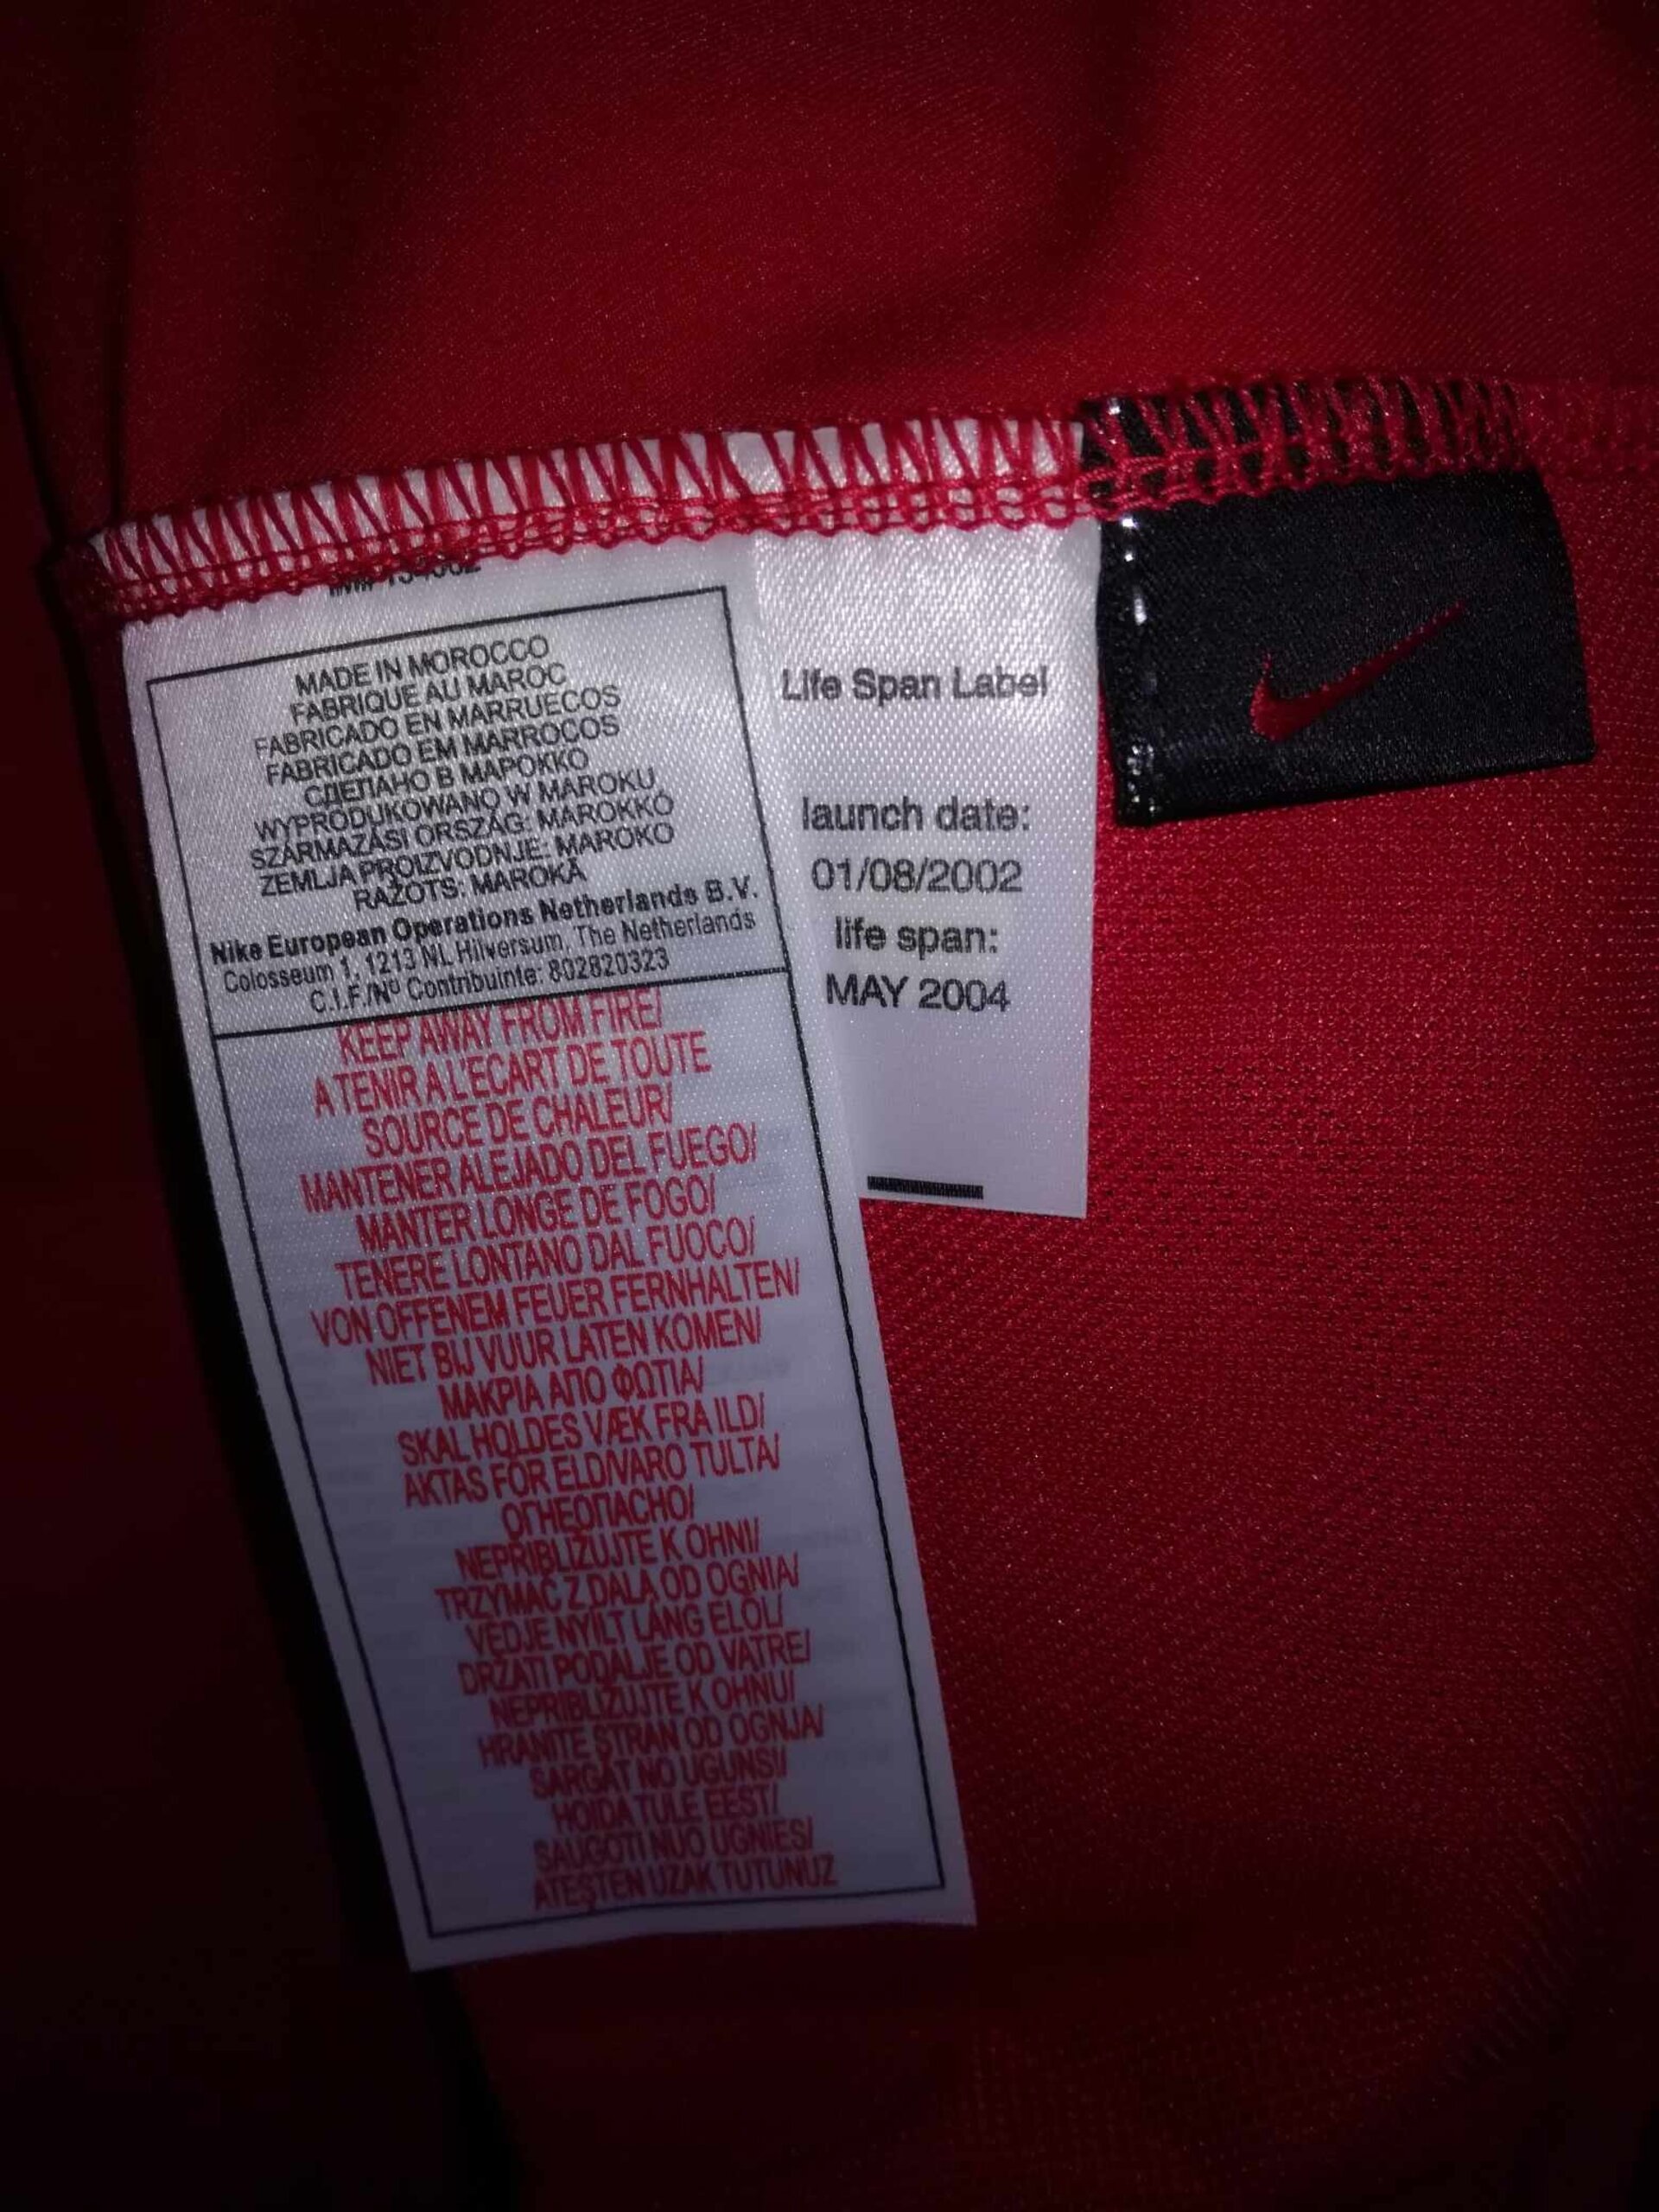 MADE IN MOROCCO
FABRIQUE AU MAROC
FABRICADO EN MARRUECOS
FABRICADO EM MARROCOS
СДЕПАНО В МАРОККО
WYPRODUKOWANO W MAROKU
SZÁRMAZÁSI ORSZÁG: MAROKKÓ
ZEMLJA PROIZVODNJE: MAROKO
RAŽOTS: MAROKĀ
Nike European Operations Netherlands B.V.
Colosseum 1, 1213 NL Hilversum, The Netherlands
C.I.F./Nº Contribuinte: 802820323
KEEP AWAY FROM FIRE/
A TENIR A L'ECART DE TOUTE
SOURCE DE CHALEUR/
MANTENER ALEJADO DEL FUEGO/
MANTER LONGE DE FOGO/
TENERE LONTANO DAL FUOCO/
VON OFFENEM FEUER FERNHALTEN/
NIET BIJ VUUR LATEN KOMEN/
ΜΑΚΡΙΑ ΑΠΟ ΦΩΤΙΑ/
SKAL HOLDES VÆK FRA ILD/
AKTAS FÖR ELD/VARO TULTA/
ОГНЕОПАСНО/
NEPŘIBLIŽUJTE K OHNI/
TRZYMAĆ Z DALA OD OGNIA/
VEDJE NYILT LÁNG ELÖL/
DRŽATI PODALJE OD VATRE/
NEPRIBLIŽUJTE K OHŇU/
HRANITE STRAN OD OGNJA/
SARGĀT NO UGUNS/
HOIDA TULE EEST/
SAUGOTI NUO UGNIES/
ATEŞTEN UZAK TUTUNUZ
Life Span Label
launch date:
01/08/2002
life span:
MAY 2004